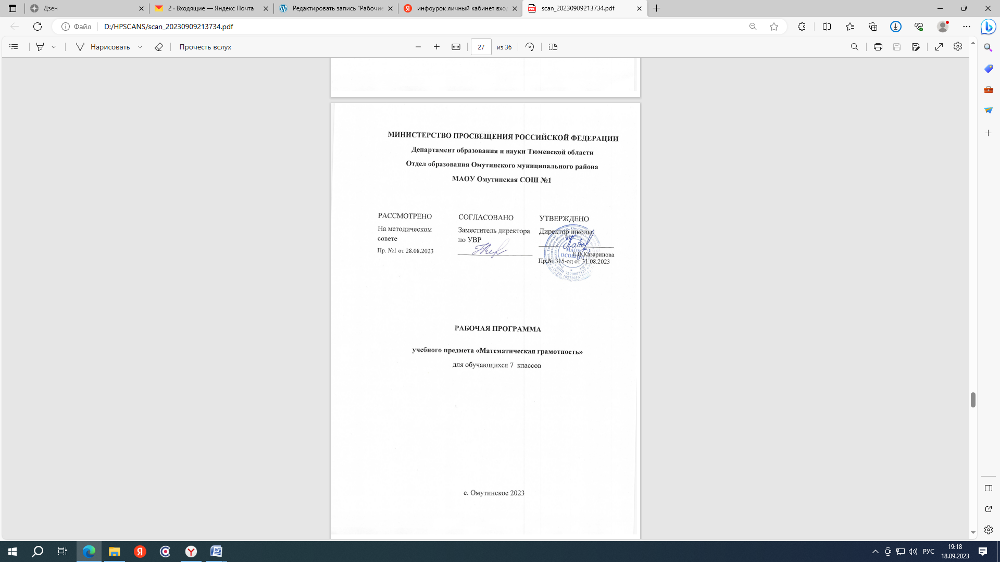 Дзен
2 · Входящие — Яндекс Почта
Редактировать запись "Рабочие
инфоурок личный кабинет вход
scan_20230909213734.pdf
Файл
D:/HPSCANS/scan_20230909213734.pdf
Нарисовать
Прочесть вслух
27
из 36
МИНИСТЕРСТВО ПРОСВЕЩЕНИЯ РОССИЙСКОЙ ФЕДЕРАЦИИ
Департамент образования и науки Тюменской области
Отдел образования Омутинского муниципального района
МАОУ Омутинская СОШ №1
РАССМОТРЕНО
На методическом
совете
Пр. №1 от 28.08.2023
СОГЛАСОВАНО
Заместитель директора
по УВР
УТВЕРЖДЕНО
Директор школы
Е.В.Казаринова
Пр.№ 315-од от 31.08.2023
МАОУ
РАБОЧАЯ ПРОГРАММА
учебного предмета «Математическая грамотность»
для обучающихся 7 классов
с. Омутинское 2023
РУС
19:18
18.09.2023